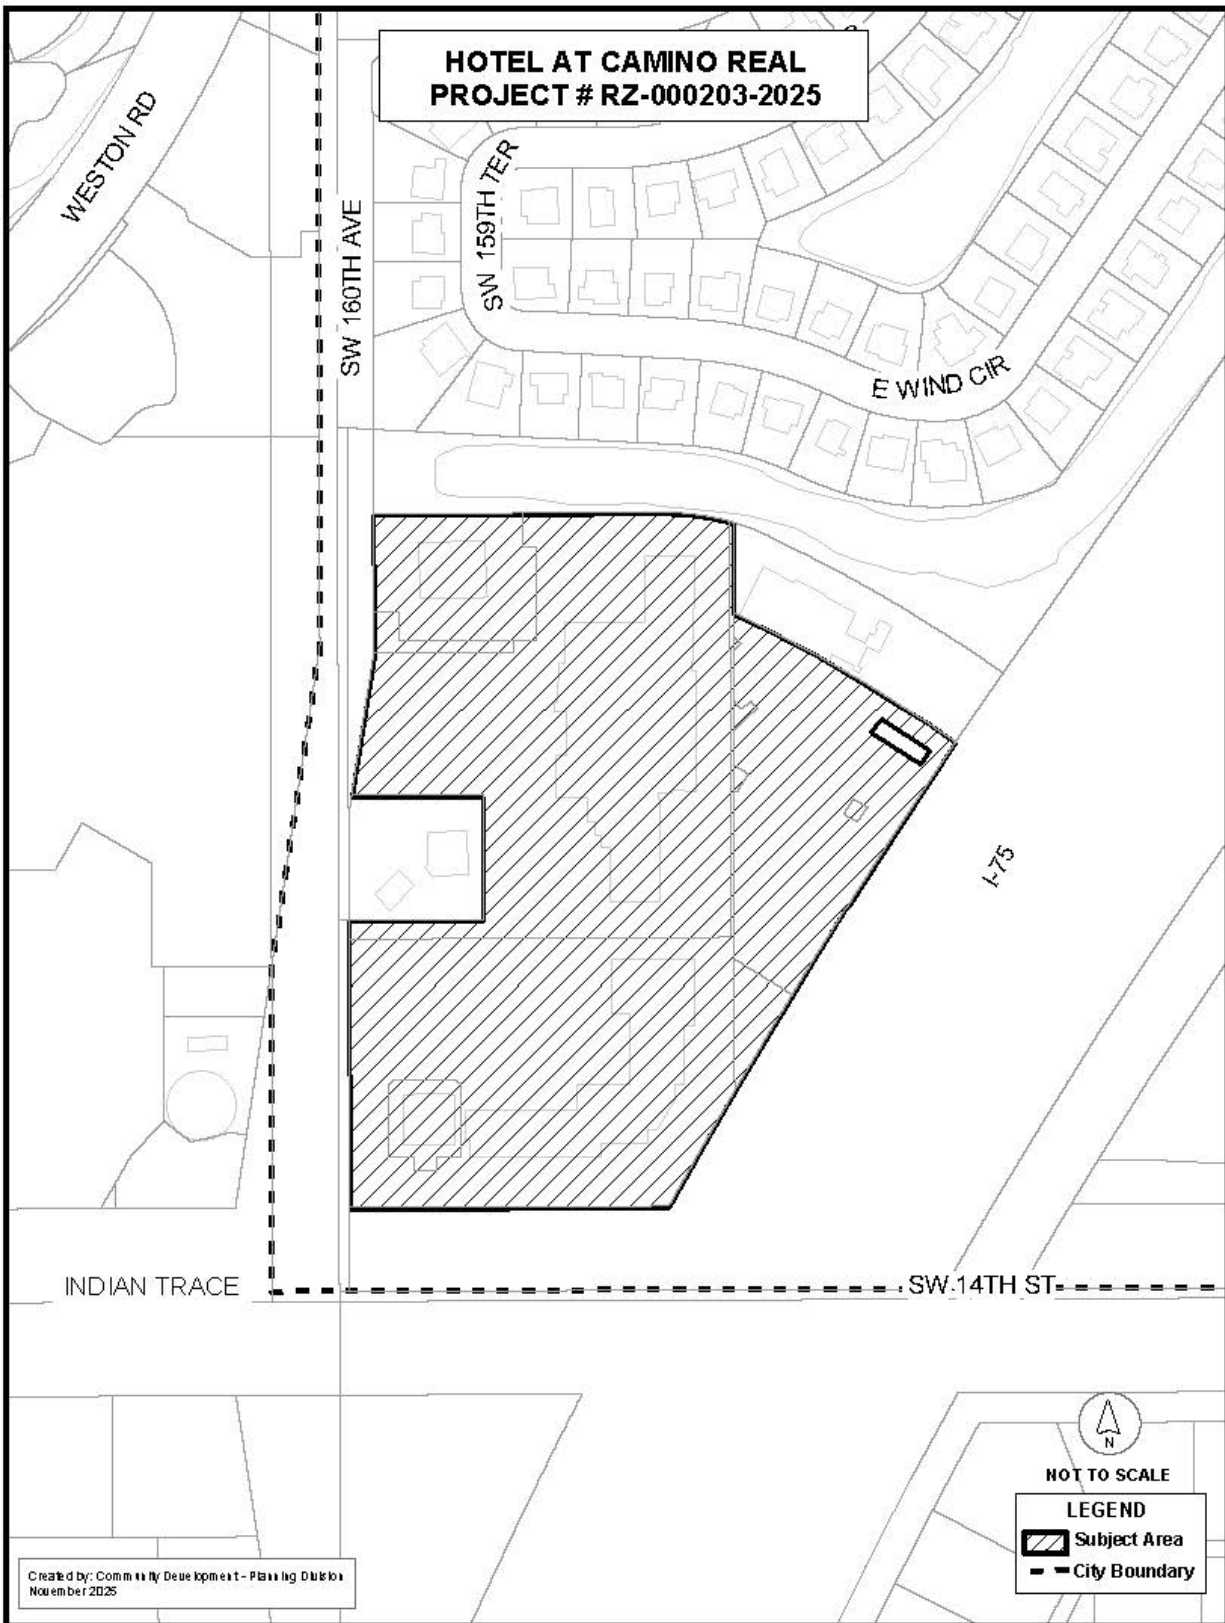 HOTEL AT CAMINO REAL
PROJECT # RZ-000203-2025
WESTON RD
SW 160TH AVE
SW 159TH TER
E WIND CIR
I-75
INDIAN TRACE
SW 14TH ST
N
NOT TO SCALE
LEGEND
Subject Area
City Boundary
Created by: Community Development - Planning Division
November 2025